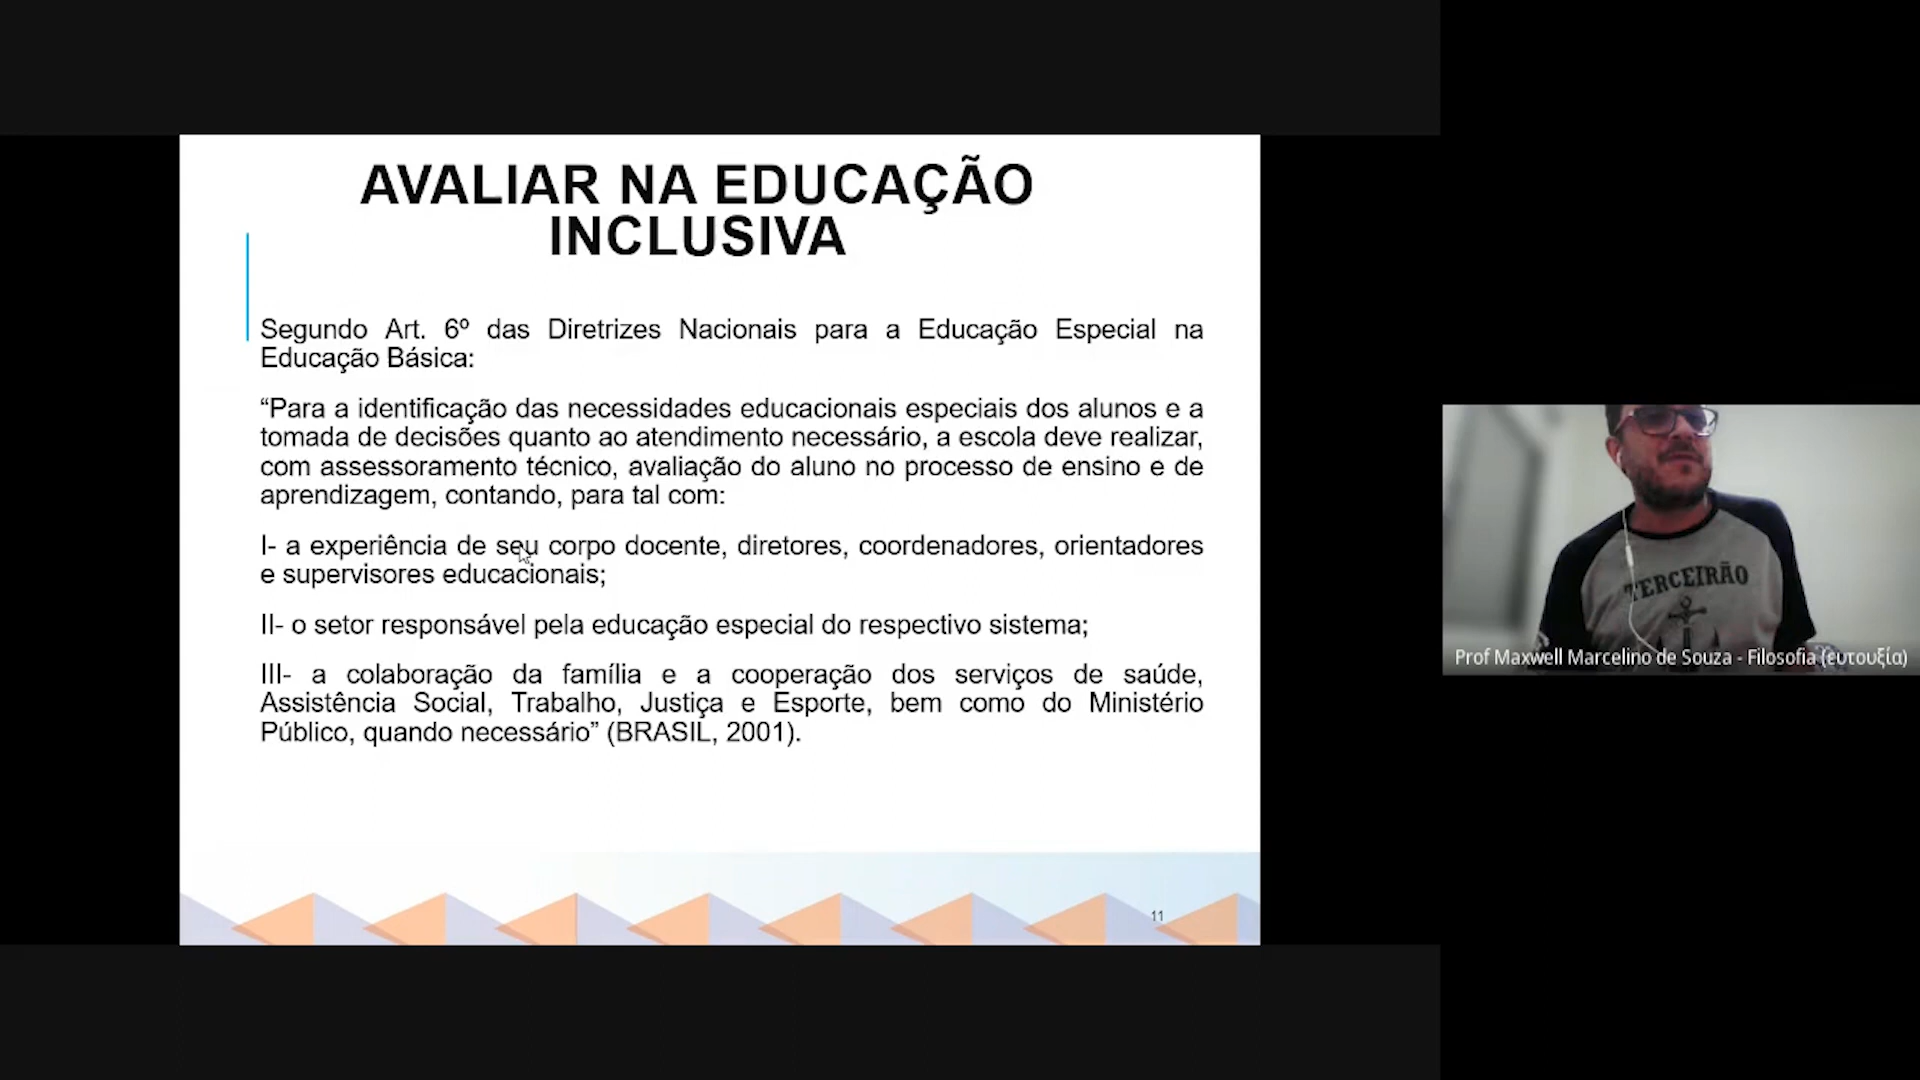 AVALIAR NA EDUCAÇÃO
INCLUSIVA
Segundo Art. 6º das Diretrizes Nacionais para a Educação Especial na
Educação Básica:
“Para a identificação das necessidades educacionais especiais dos alunos e a
tomada de decisões quanto ao atendimento necessário, a escola deve realizar,
com assessoramento técnico, avaliação do aluno no processo de ensino e de
aprendizagem, contando, para tal com:
I- a experiência de seu corpo docente, diretores, coordenadores, orientadores
e supervisores educacionais;
II- o setor responsável pela educação especial do respectivo sistema;
III- a colaboração da família e a cooperação dos serviços de saúde,
Assistência Social, Trabalho, Justiça e Esporte, bem como do Ministério
Público, quando necessário” (BRASIL, 2001).
11
TERCEIRÃO
Prof Maxwell Marcelino de Souza - Filosofia (ευτουξία)